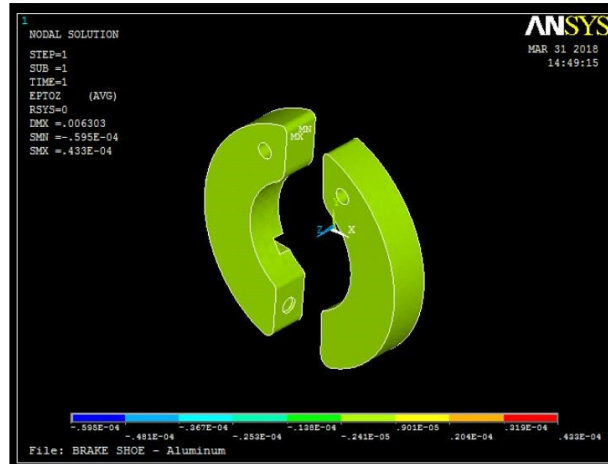 1
NODAL SOLUTION
STEP=1
SUB =1
TIME=1
EPTOZ (AVG)
RSYS=0
DMX =.006303
SMN =-.595E-04
SMX =.433E-04
ANSYS
MAR 31 2018
14:49:15
MN
MX
Y
Z X
-.595E-04 -.367E-04 -.138E-04 .901E-05 .319E-04
-.481E-04 -.253E-04 -.241E-05 .204E-04 .433E-04
File: BRAKE SHOE - Aluminum